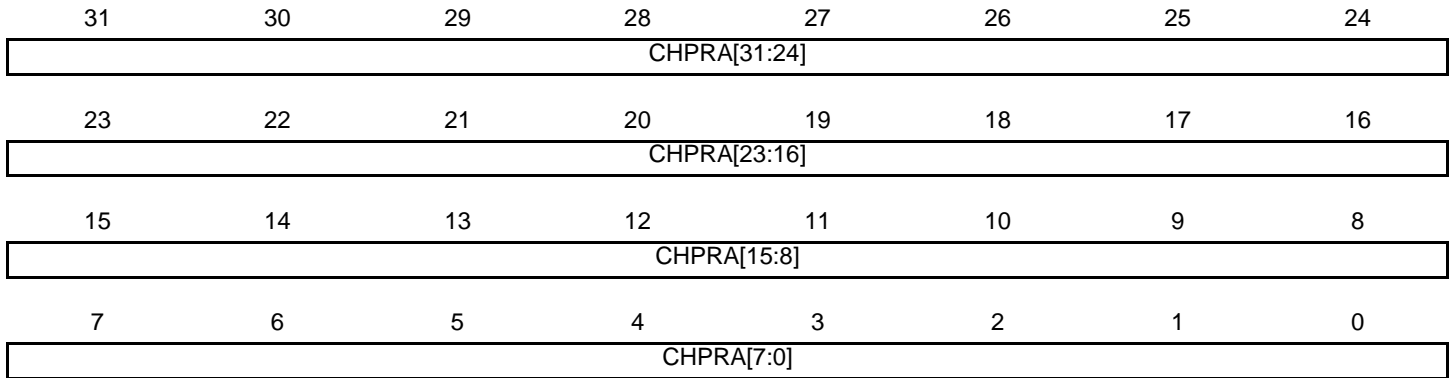 31 30 29 28 27 26 25 24
CHPRA[31:24]
23 22 21 20 19 18 17 16
CHPRA[23:16]
15 14 13 12 11 10 9 8
CHPRA[15:8]
7 6 5 4 3 2 1 0
CHPRA[7:0]